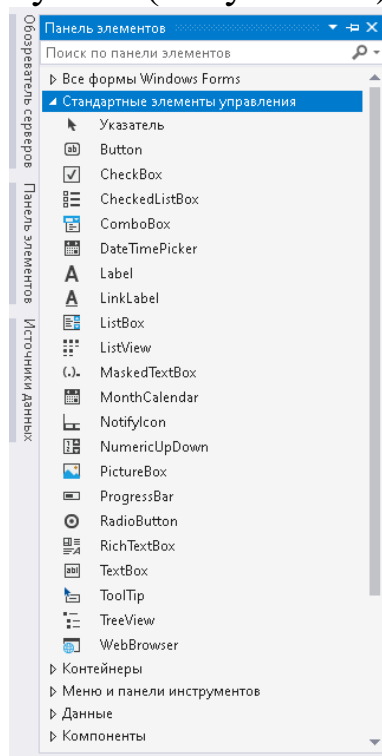 Панель элементов
Поиск по панели элементов
Все формы Windows Forms
Стандартные элементы управления
Указатель
Button
CheckBox
CheckedListBox
ComboBox
DateTimePicker
Label
LinkLabel
ListBox
ListView
MaskedTextBox
MonthCalendar
NotifyIcon
NumericUpDown
PictureBox
ProgressBar
RadioButton
RichTextBox
TextBox
ToolTip
TreeView
WebBrowser
Контейнеры
Меню и панели инструментов
Данные
Компоненты
Обозреватель серверов
Панель элементов
Источники данных